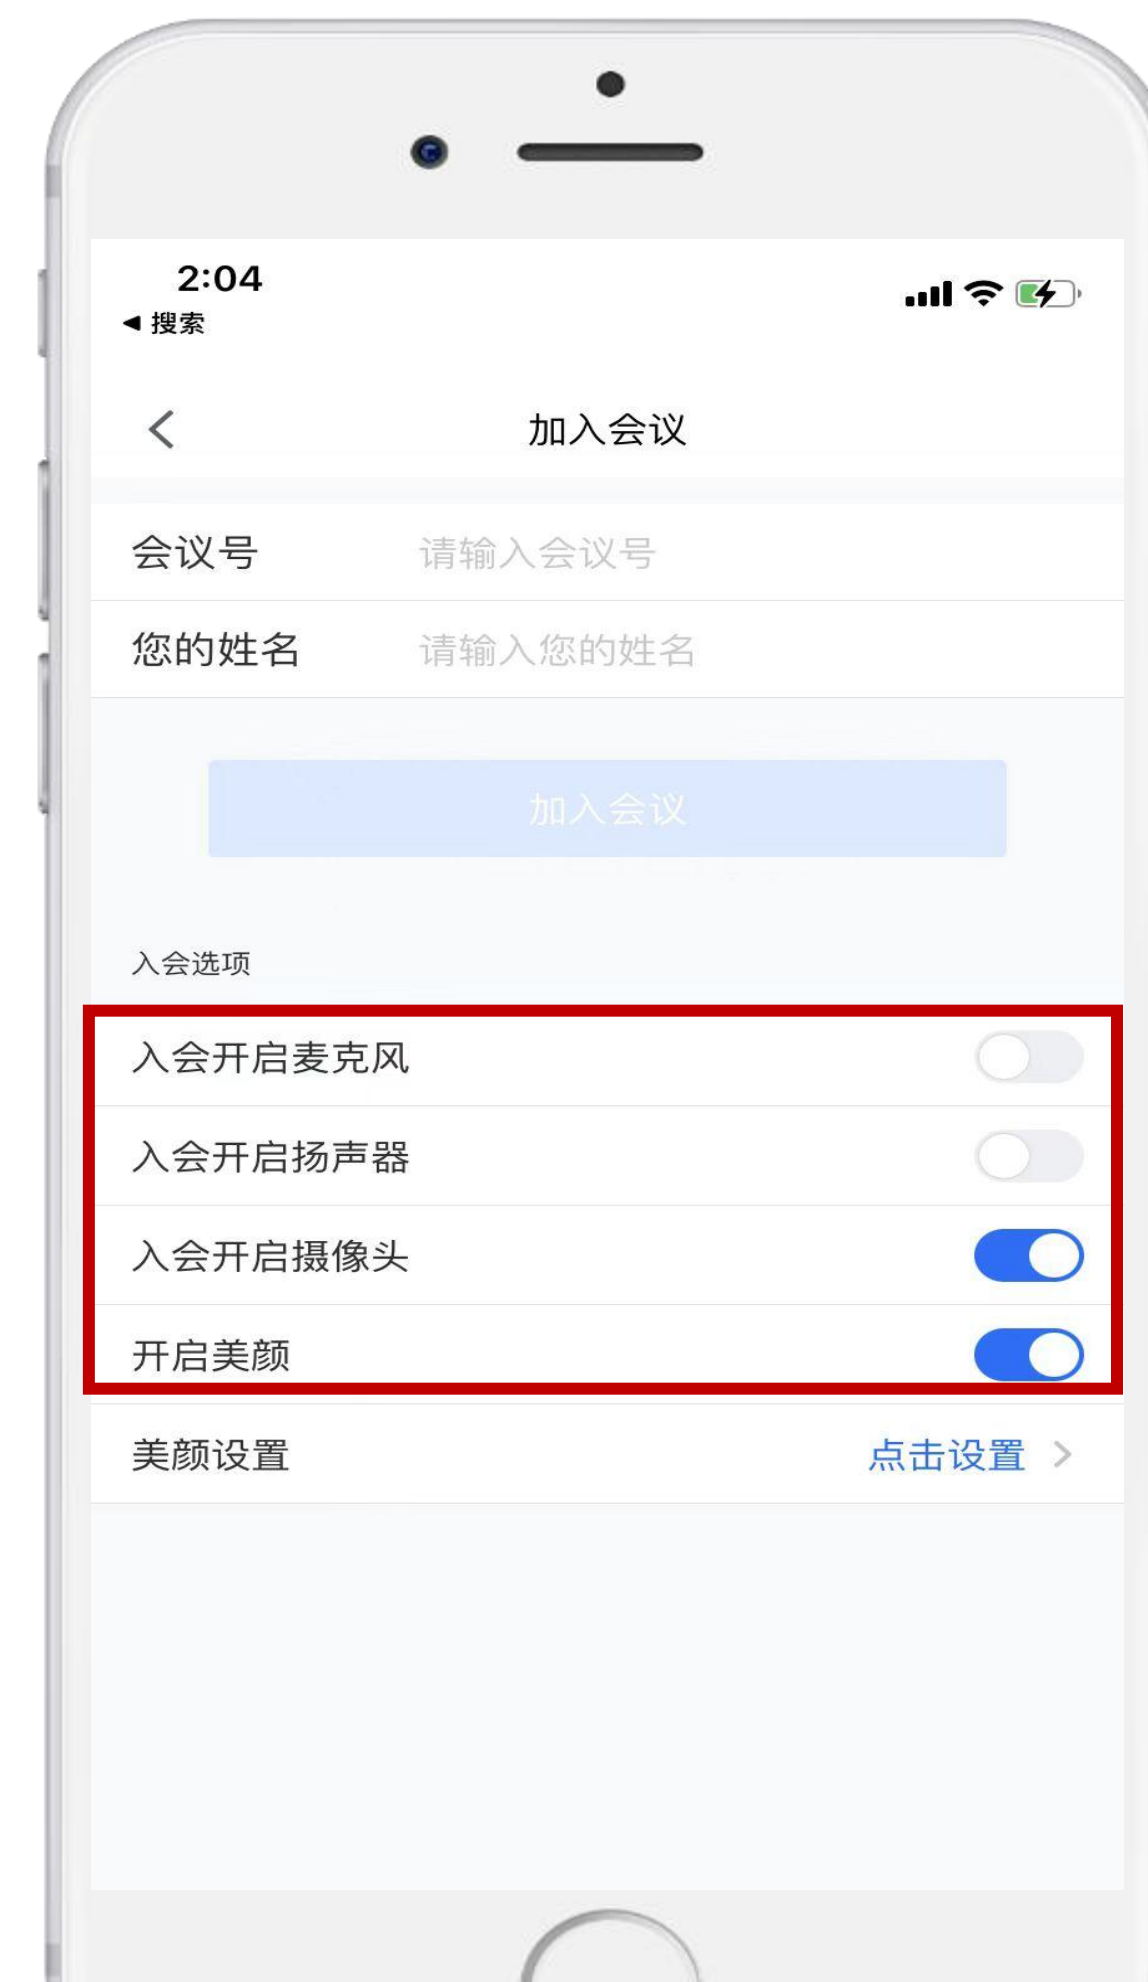 2:04
搜索
加入会议
会议号 请输入会议号
您的姓名 请输入您的姓名
加入会议
入会选项
入会开启麦克风
入会开启扬声器
入会开启摄像头
开启美颜
美颜设置 点击设置